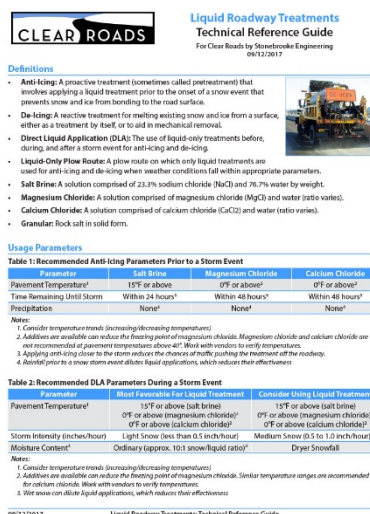 CLEAR ROADS
Liquid Roadway Treatments
Technical Reference Guide
For Clear Roads by Stonebrooke Engineering
09/12/2017
Definitions
• Anti-Icing: A proactive treatment (sometimes called pretreatment) that
involves applying a liquid treatment prior to the onset of a snow event that
prevents snow and ice from bonding to the road surface.
• De-Icing: A reactive treatment for melting existing snow and ice from a surface,
either as a treatment by itself, or to aid in mechanical removal.
• Direct Liquid Application (DLA): The use of liquid-only treatments before,
during, and after a storm event for anti-icing and de-icing.
• Liquid-Only Plow Route: A plow route on which only liquid treatments are
used for anti-icing and de-icing when weather conditions fall within appropriate parameters.
• Salt Brine: A solution comprised of 23.3% sodium chloride (NaCl) and 76.7% water by weight.
• Magnesium Chloride: A solution comprised of magnesium chloride (MgCl) and water (ratio varies).
• Calcium Chloride: A solution comprised of calcium chloride (CaCl2) and water (ratio varies).
• Granular: Rock salt in solid form.
Usage Parameters
Table 1: Recommended Anti-Icing Parameters Prior to a Storm Event
Parameter Salt Brine Magnesium Chloride Calcium Chloride
Pavement Temperature¹ 15°F or above 0°F or above² 0°F or above²
Time Remaining Until Storm Within 24 hours³ Within 48 hours³ Within 48 hours³
Precipitation None⁴ None⁴ None⁴
Notes:
1. Consider temperature trends (increasing/decreasing temperatures)
2. Additives are available can reduce the freezing point of magnesium chloride. Magnesium chloride and calcium chloride are
not recommended at pavement temperatures above 40°. Work with vendors to verify temperatures.
3. Applying anti-icing closer to the storm reduces the chances of traffic pushing the treatment off the roadway.
4. Rainfall prior to a snow storm event dilutes liquid applications, which reduces their effectiveness
Table 2: Recommended DLA Parameters During a Storm Event
Parameter Most Favorable For Liquid Treatment Consider Using Liquid Treatment
Pavement Temperature¹ 15°F or above (salt brine) 15°F or above (salt brine)
0°F or above (magnesium chloride)² 0°F or above (magnesium chloride)
0°F or above (calcium chloride)² 0°F or above (calcium chloride)²
Storm Intensity (inches/hour) Light Snow (less than 0.5 inch/hour) Medium Snow (0.5 to 1.0 inch/hour)
Moisture Content³ Ordinary (approx. 10:1 snow/liquid ratio)³ Dryer Snowfall
Notes:
1. Consider temperature trends (increasing/decreasing temperatures)
2. Additives are available can reduce the freezing point of magnesium chloride. Similar temperature ranges are recommended
for calcium chloride. Work with vendors to verify temperatures.
3. Wet snow can dilute liquid applications, which reduces their effectiveness
09/12/2017 Liquid Roadway Treatments: Technical Reference Guide